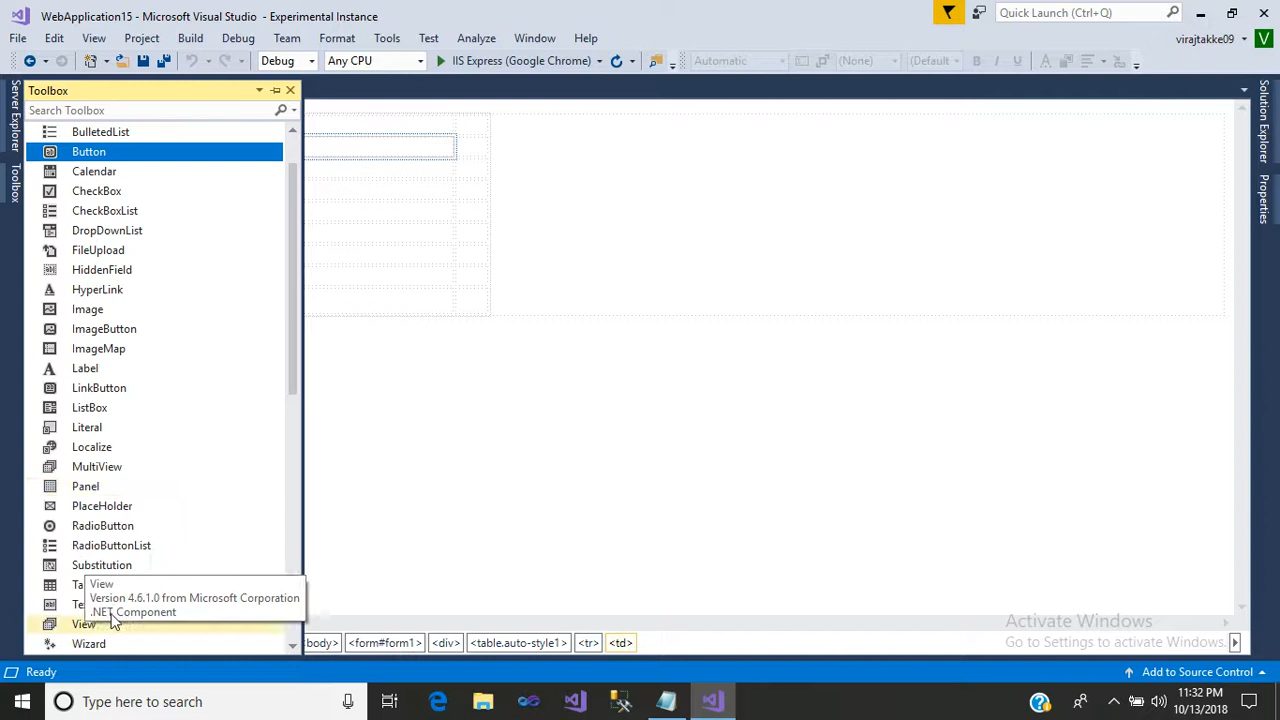 WebApplication15 - Microsoft Visual Studio - Experimental Instance
Quick Launch (Ctrl+Q)
File Edit View Project Build Debug Team Format Tools Test Analyze Window Help
virajtakke09 V
Debug Any CPU IIS Express (Google Chrome) Automatic (None) (Default B I U A
Toolbox
Search Toolbox
Server Explorer
Toolbox
Solution Explorer
Properties
BulletedList
Button
Calendar
CheckBox
CheckBoxList
DropDownList
FileUpload
HiddenField
HyperLink
Image
ImageButton
ImageMap
Label
LinkButton
ListBox
Literal
Localize
MultiView
Panel
PlaceHolder
RadioButton
RadioButtonList
Substitution
Ta
Te
View
Wizard
View
Version 4.6.1.0 from Microsoft Corporation
.NET Component
Activate Windows
Go to Settings to activate Windows.
<body> <form#form1> <div> <table.auto-style1> <tr> <td>
Ready
Add to Source Control
Type here to search
11:32 PM
10/13/2018